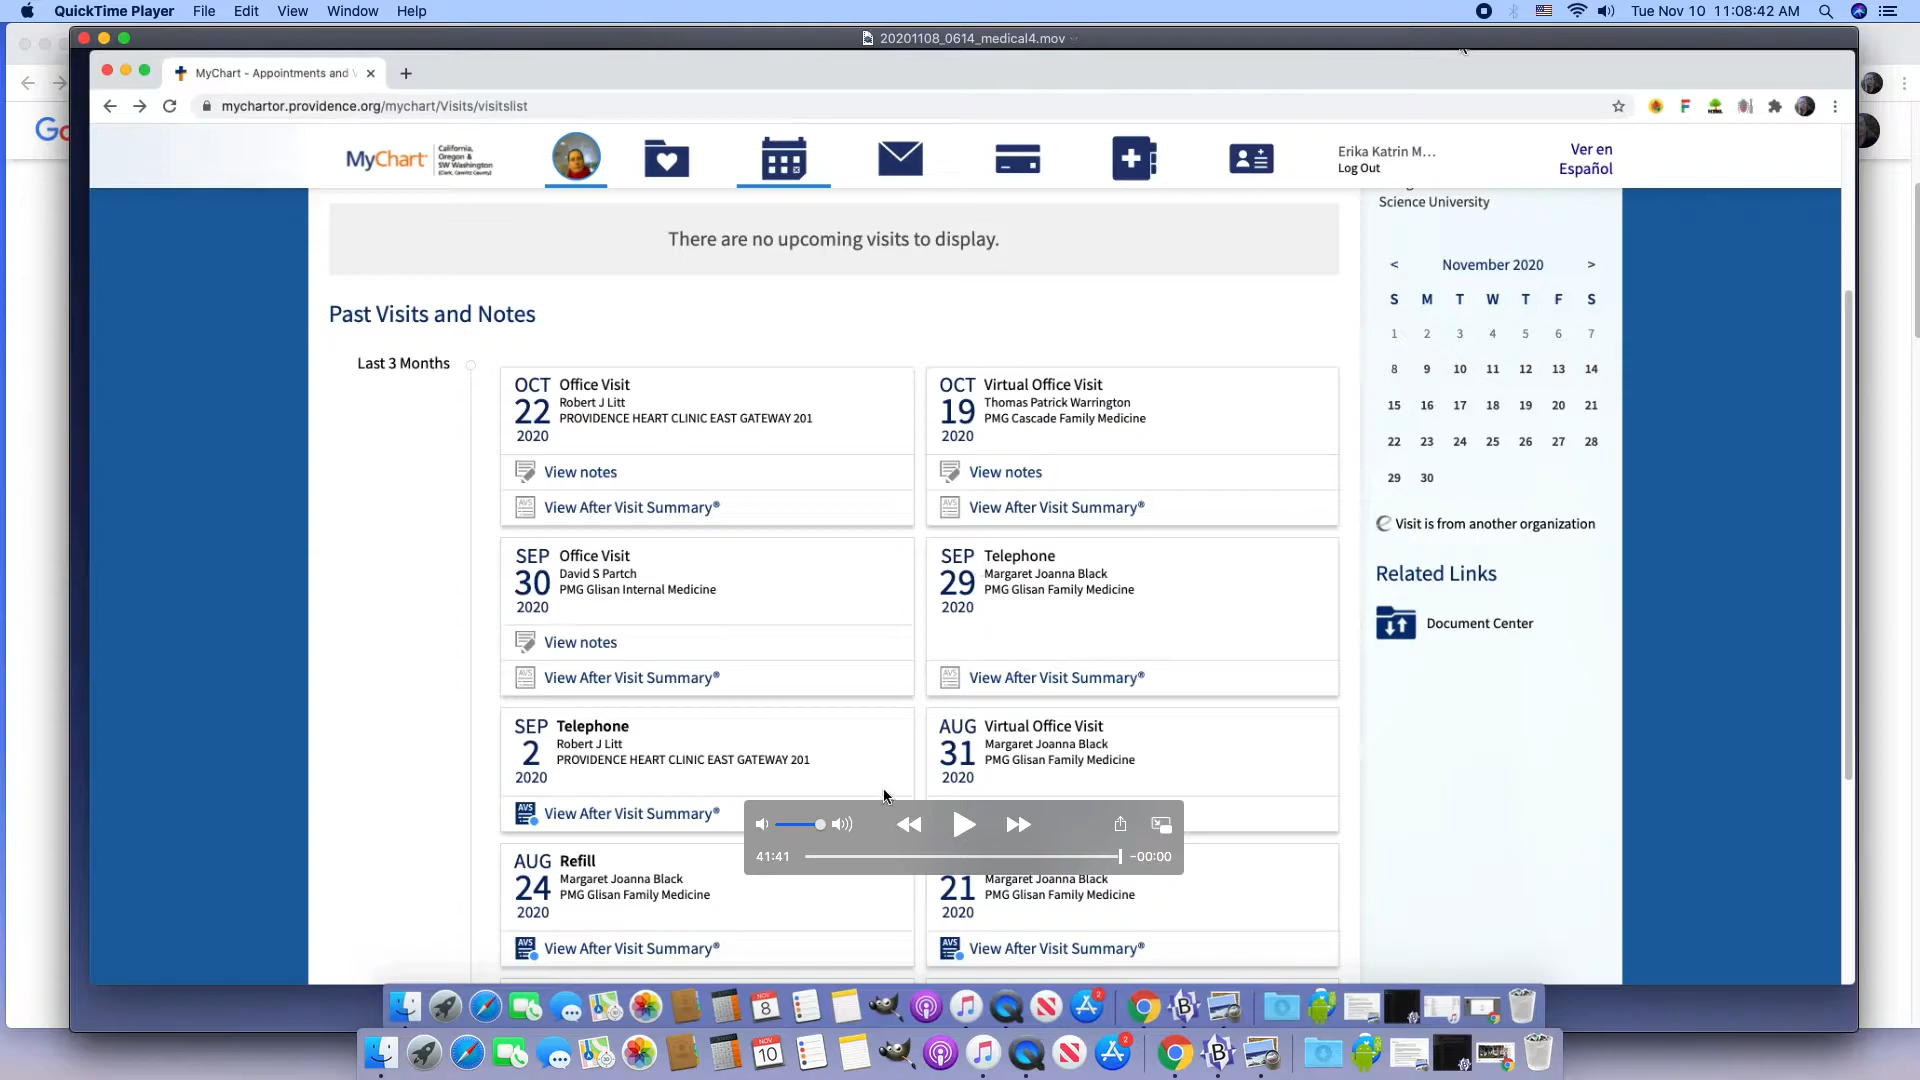 QuickTime Player File Edit View Window Help Tue Nov 10 11:08:42 AM
20201108_0614_medical4.mov
MyChart - Appointments and
mychartor.providence.org/mychart/Visits/visitslist
Go
MyChart California, Oregon & SW Washington
Erika Katrin M...
Log Out
Ver en
Español
Science University
There are no upcoming visits to display.
Past Visits and Notes
Last 3 Months
OCT 22 2020
Office Visit
Robert J Litt
PROVIDENCE HEART CLINIC EAST GATEWAY 201
View notes
View After Visit Summary®
OCT 19 2020
Virtual Office Visit
Thomas Patrick Warrington
PMG Cascade Family Medicine
View notes
View After Visit Summary®
SEP 30 2020
Office Visit
David S Partch
PMG Glisan Internal Medicine
View notes
View After Visit Summary®
SEP 29 2020
Telephone
Margaret Joanna Black
PMG Glisan Family Medicine
View After Visit Summary®
SEP 2 2020
Telephone
Robert J Litt
PROVIDENCE HEART CLINIC EAST GATEWAY 201
View After Visit Summary®
AUG 31 2020
Virtual Office Visit
Margaret Joanna Black
PMG Glisan Family Medicine
41:41 -00:00
AUG 24 2020
Refill
Margaret Joanna Black
PMG Glisan Family Medicine
View After Visit Summary®
21 2020
Margaret Joanna Black
PMG Glisan Family Medicine
View After Visit Summary®
< November 2020 >
S M T W T F S
1 2 3 4 5 6 7
8 9 10 11 12 13 14
15 16 17 18 19 20 21
22 23 24 25 26 27 28
29 30
Visit is from another organization
Related Links
Document Center
NOV 8
2
NOV 10
2